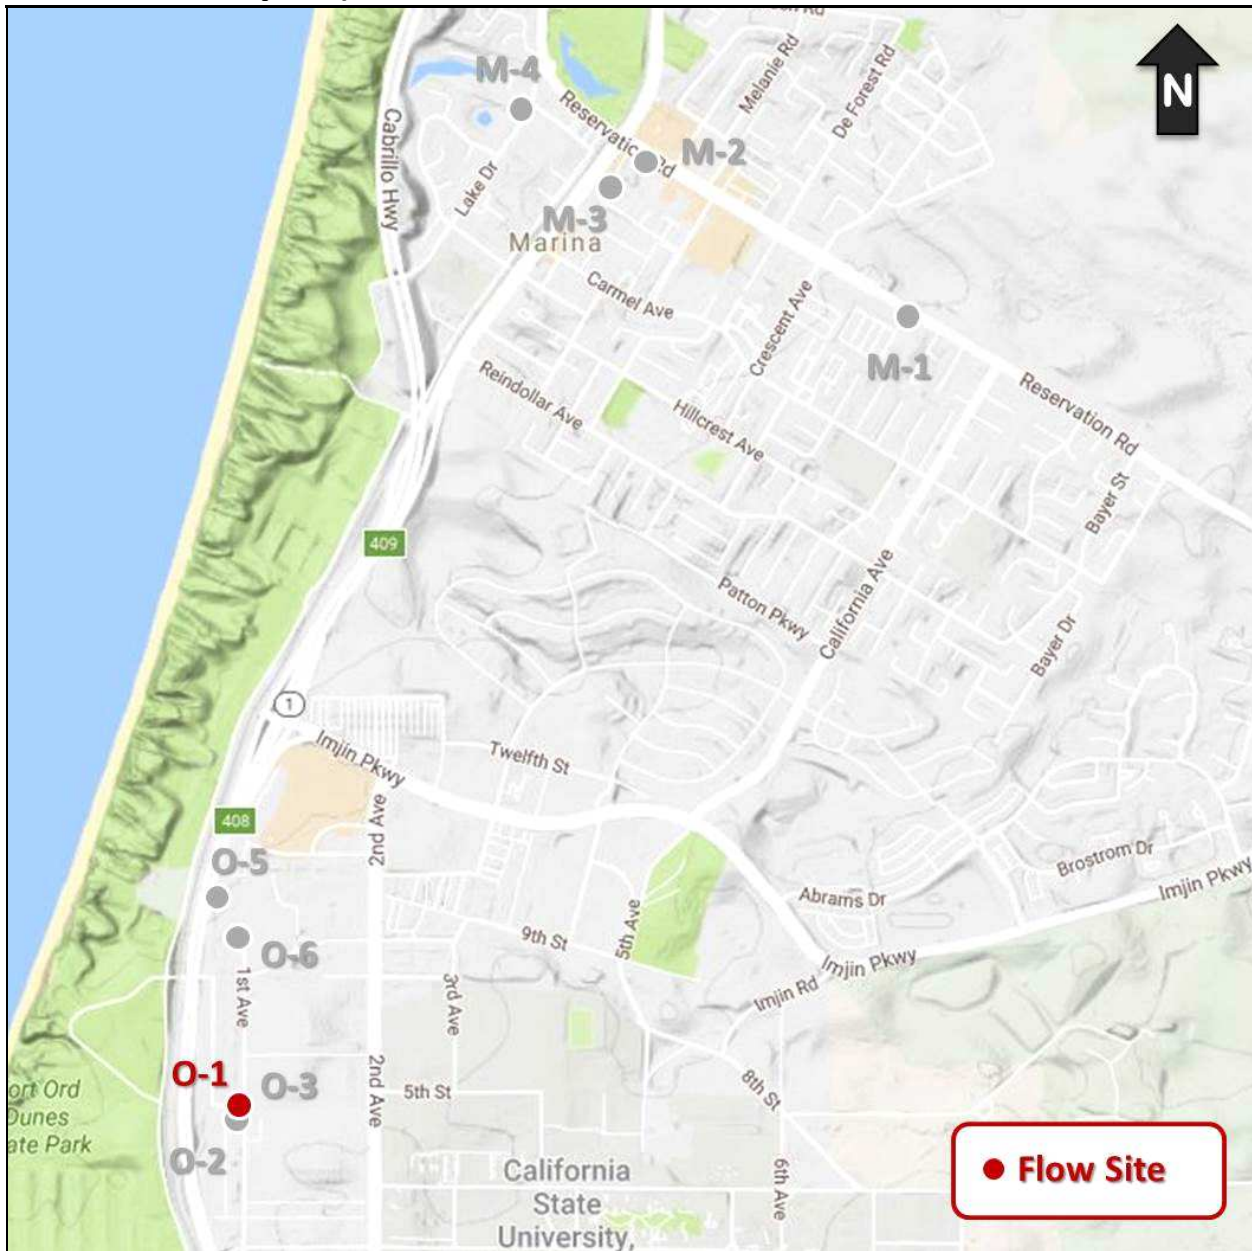 M-4
Melanie Rd
De Forest Rd
N
Cabrillo Hwy
Reservation Rd
M-2
Lake Dr
M-3
Marina
Carmel Ave
Crescent Ave
M-1
Reindollar Ave
Hillcrest Ave
Reservation Rd
Bayer St
409
California Ave
Patton Pkwy
Bayer Dr
1
Imjin Pkwy
Twelfth St
408
2nd Ave
O-5
Brostrom Dr
Abrams Dr
Imjin Pkwy
9th St
5th Ave
O-6
Imjin Pkwy
1st Ave
3rd Ave
Imjin Rd
O-1
O-3
2nd Ave
5th St
8th St
ort Ord
Dunes
ate Park
O-2
6th Ave
California
State
University,
Flow Site